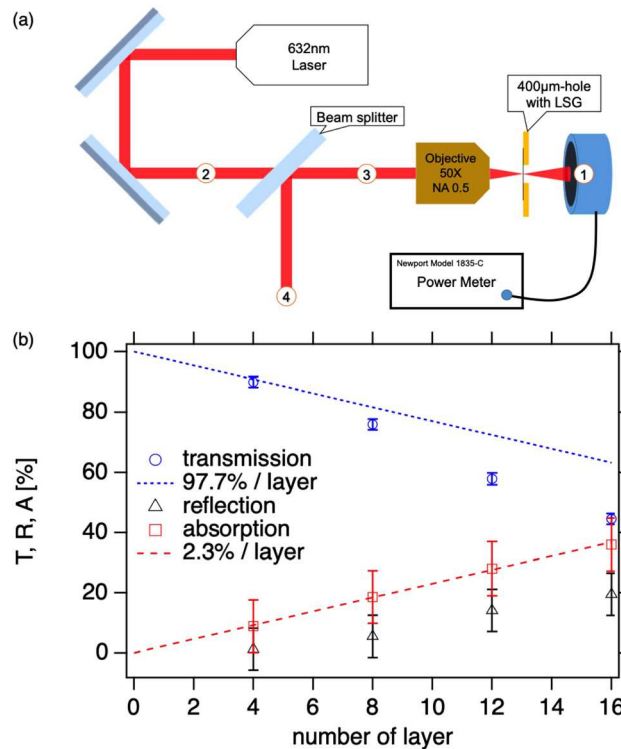 (a)
632nm
Laser
Beam splitter
400µm-hole
with LSG
2
3
Objective
50X
NA 0.5
1
4
Newport Model 1835-C
Power Meter
(b)
100
80
60
40
20
0
T, R, A [%]
transmission
97.7% / layer
reflection
absorption
2.3% / layer
0 2 4 6 8 10 12 14 16
number of layer